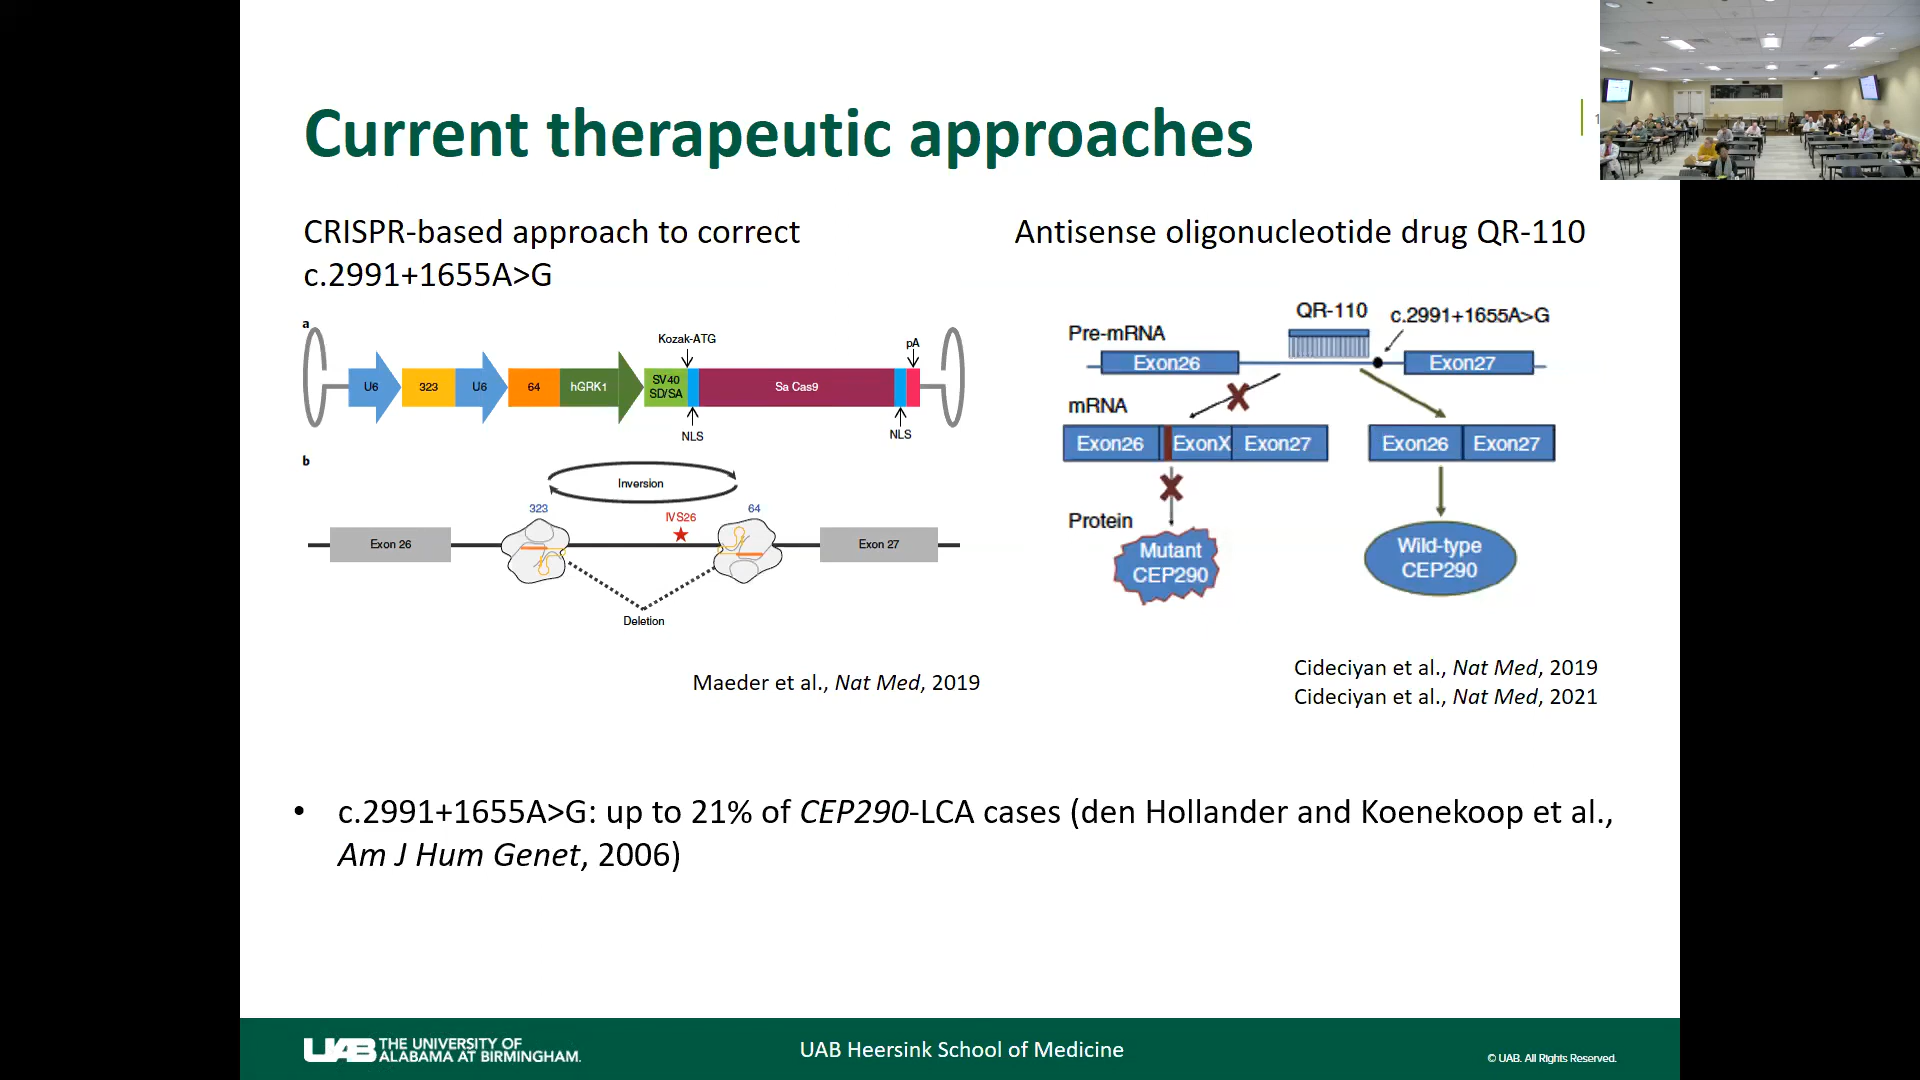 Current therapeutic approaches
CRISPR-based approach to correct
c.2991+1655A>G
a
Kozak-ATG
pA
U6
323
U6
64
hGRK1
SV40
SD/SA
Sa Cas9
NLS
NLS
b
Inversion
323
IVS26
64
Exon 26
Exon 27
Deletion
Maeder et al., Nat Med, 2019
Antisense oligonucleotide drug QR-110
QR-110
c.2991+1655A>G
Pre-mRNA
Exon26
Exon27
mRNA
Exon26
ExonX
Exon27
Exon26
Exon27
Protein
Mutant
CEP290
Wild-type
CEP290
Cideciyan et al., Nat Med, 2019
Cideciyan et al., Nat Med, 2021
• c.2991+1655A>G: up to 21% of CEP290-LCA cases (den Hollander and Koenekoop et al.,
Am J Hum Genet, 2006)
UAB THE UNIVERSITY OF
ALABAMA AT BIRMINGHAM.
UAB Heersink School of Medicine
© UAB. All Rights Reserved.